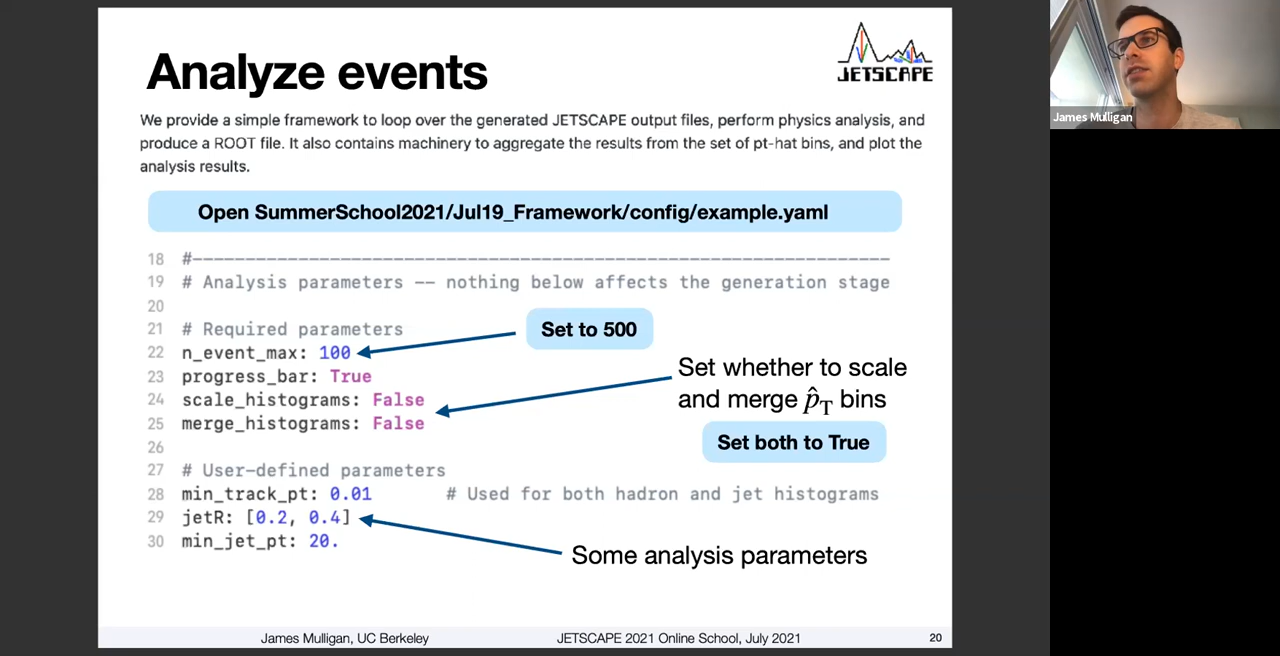 Analyze events
JETSCAPE
We provide a simple framework to loop over the generated JETSCAPE output files, perform physics analysis, and
produce a ROOT file. It also contains machinery to aggregate the results from the set of pt-hat bins, and plot the
analysis results.
Open SummerSchool2021/Jul19_Framework/config/example.yaml
18 #------------------------------------------------------------------
19 # Analysis parameters -- nothing below affects the generation stage
20
21 # Required parameters
Set to 500
22 n_event_max: 100
23 progress_bar: True
24 scale_histograms: False
25 merge_histograms: False
Set whether to scale
and merge p̂T bins
Set both to True
26
27 # User-defined parameters
28 min_track_pt: 0.01 # Used for both hadron and jet histograms
29 jetR: [0.2, 0.4]
30 min_jet_pt: 20.
Some analysis parameters
James Mulligan, UC Berkeley
JETSCAPE 2021 Online School, July 2021
20
James Mulligan